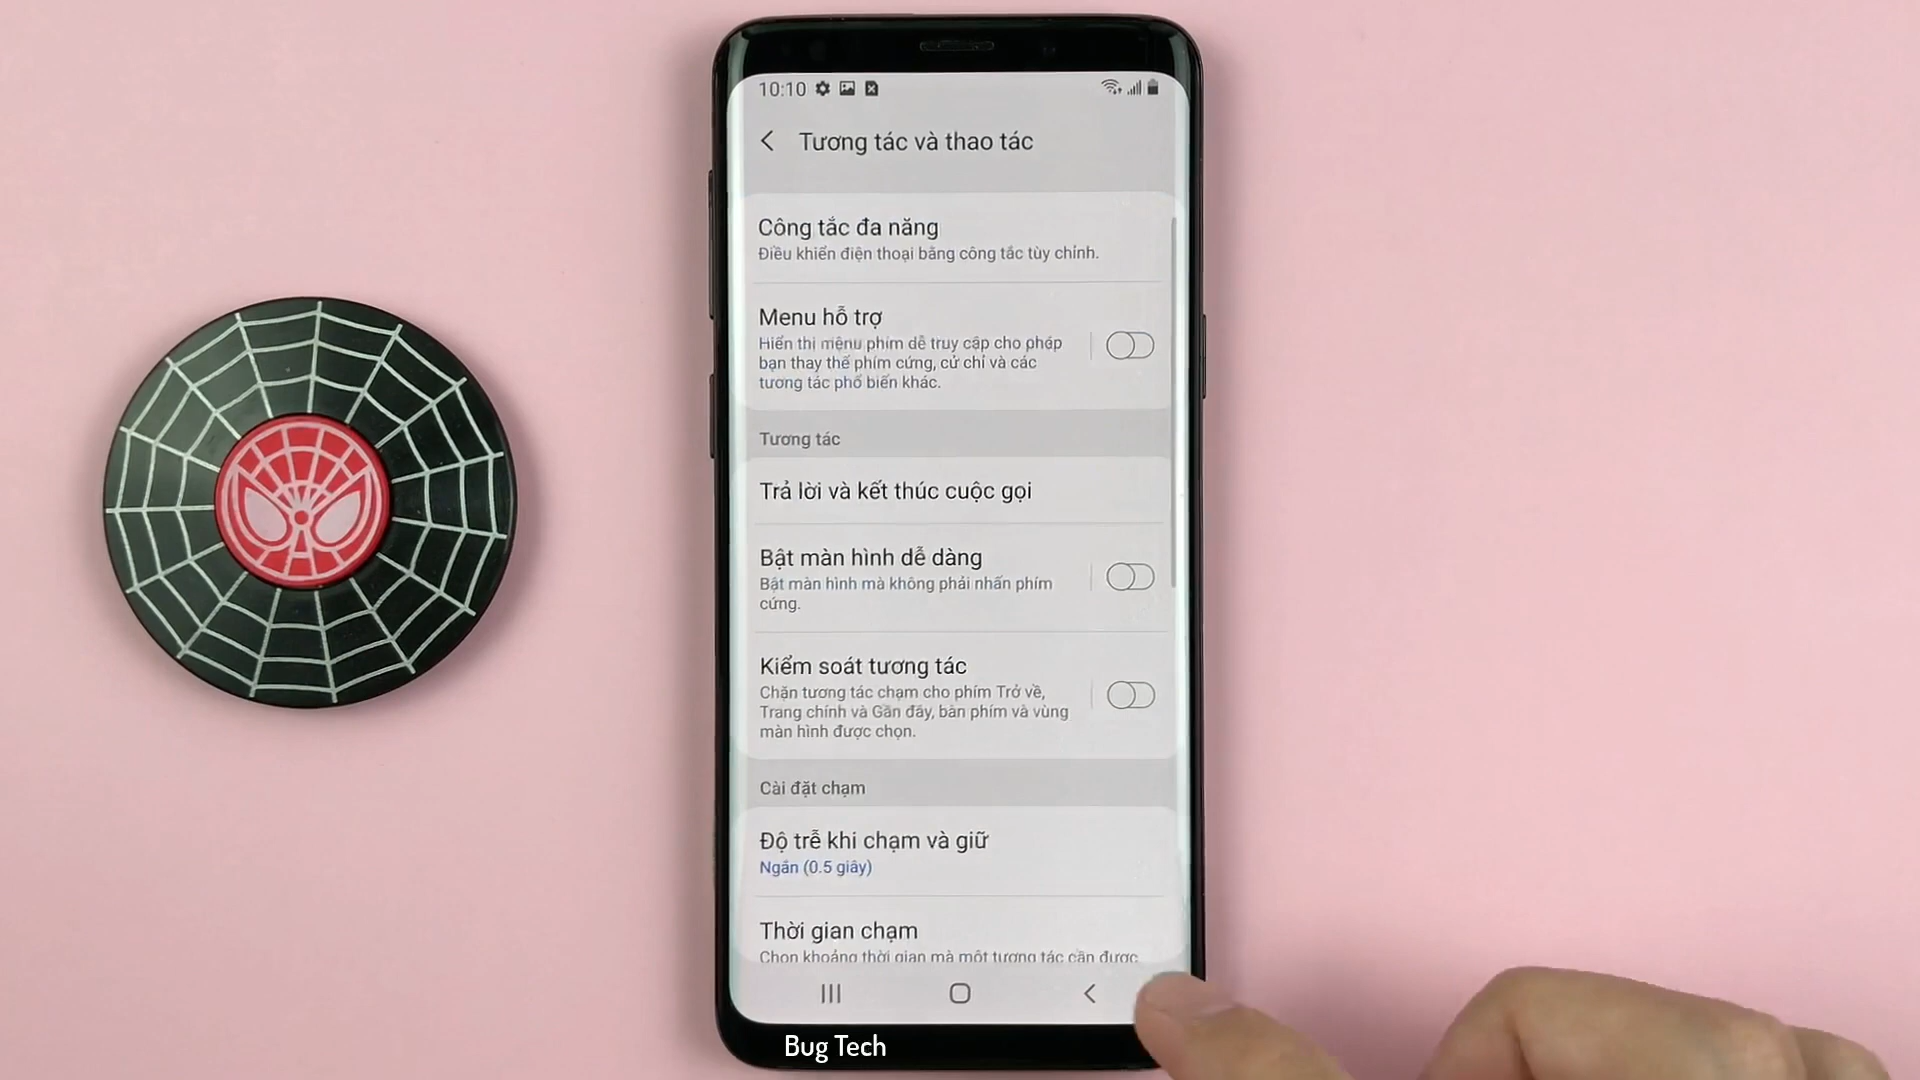 10:10
Tương tác và thao tác
Công tắc đa năng
Điều khiển điện thoại bằng công tắc tùy chỉnh.
Menu hỗ trợ
Hiển thị menu phím dễ truy cập cho phép
bạn thay thế phím cứng, cử chỉ và các
tương tác phổ biến khác.
Tương tác
Trả lời và kết thúc cuộc gọi
Bật màn hình dễ dàng
Bật màn hình mà không phải nhấn phím
cứng.
Kiểm soát tương tác
Chặn tương tác chạm cho phím Trở về,
Trang chính và Gần đây, bàn phím và vùng
màn hình được chọn.
Cài đặt chạm
Độ trễ khi chạm và giữ
Ngắn (0.5 giây)
Thời gian chạm
Chọn khoảng thời gian mà một tương tác cần được
Bug Tech